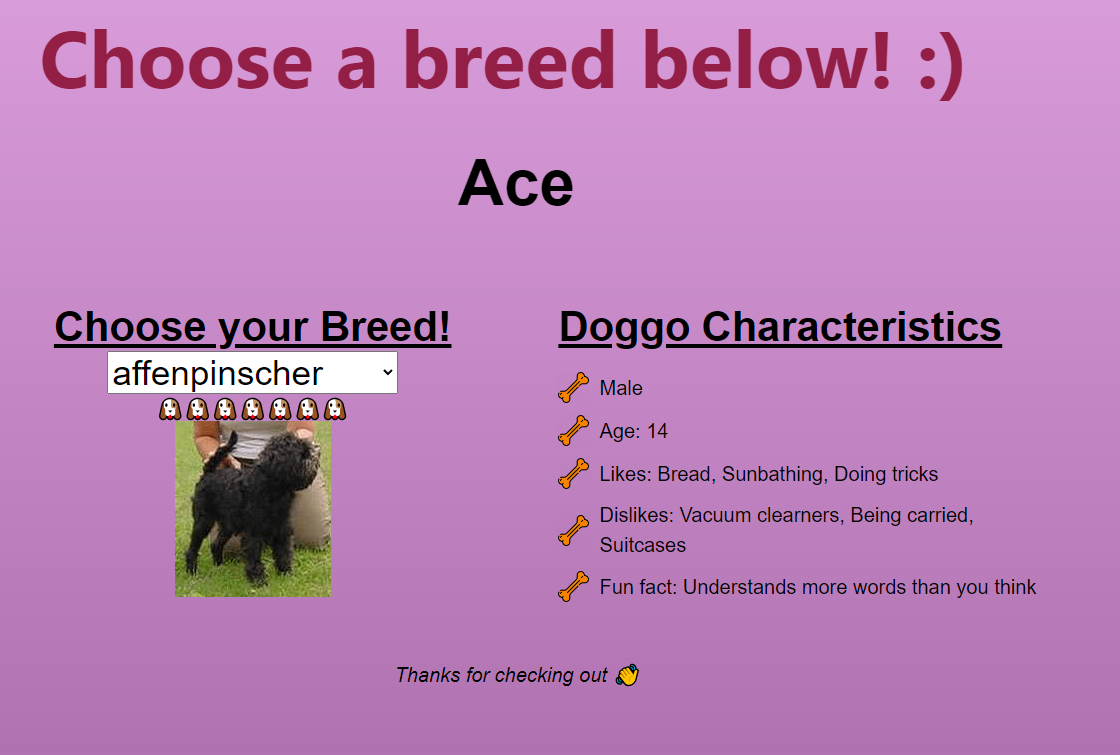 Choose a breed below! :)
Ace
Choose your Breed!
affenpinscher
Doggo Characteristics
Male
Age: 14
Likes: Bread, Sunbathing, Doing tricks
Dislikes: Vacuum clearners, Being carried,
Suitcases
Fun fact: Understands more words than you think
Thanks for checking out 👋